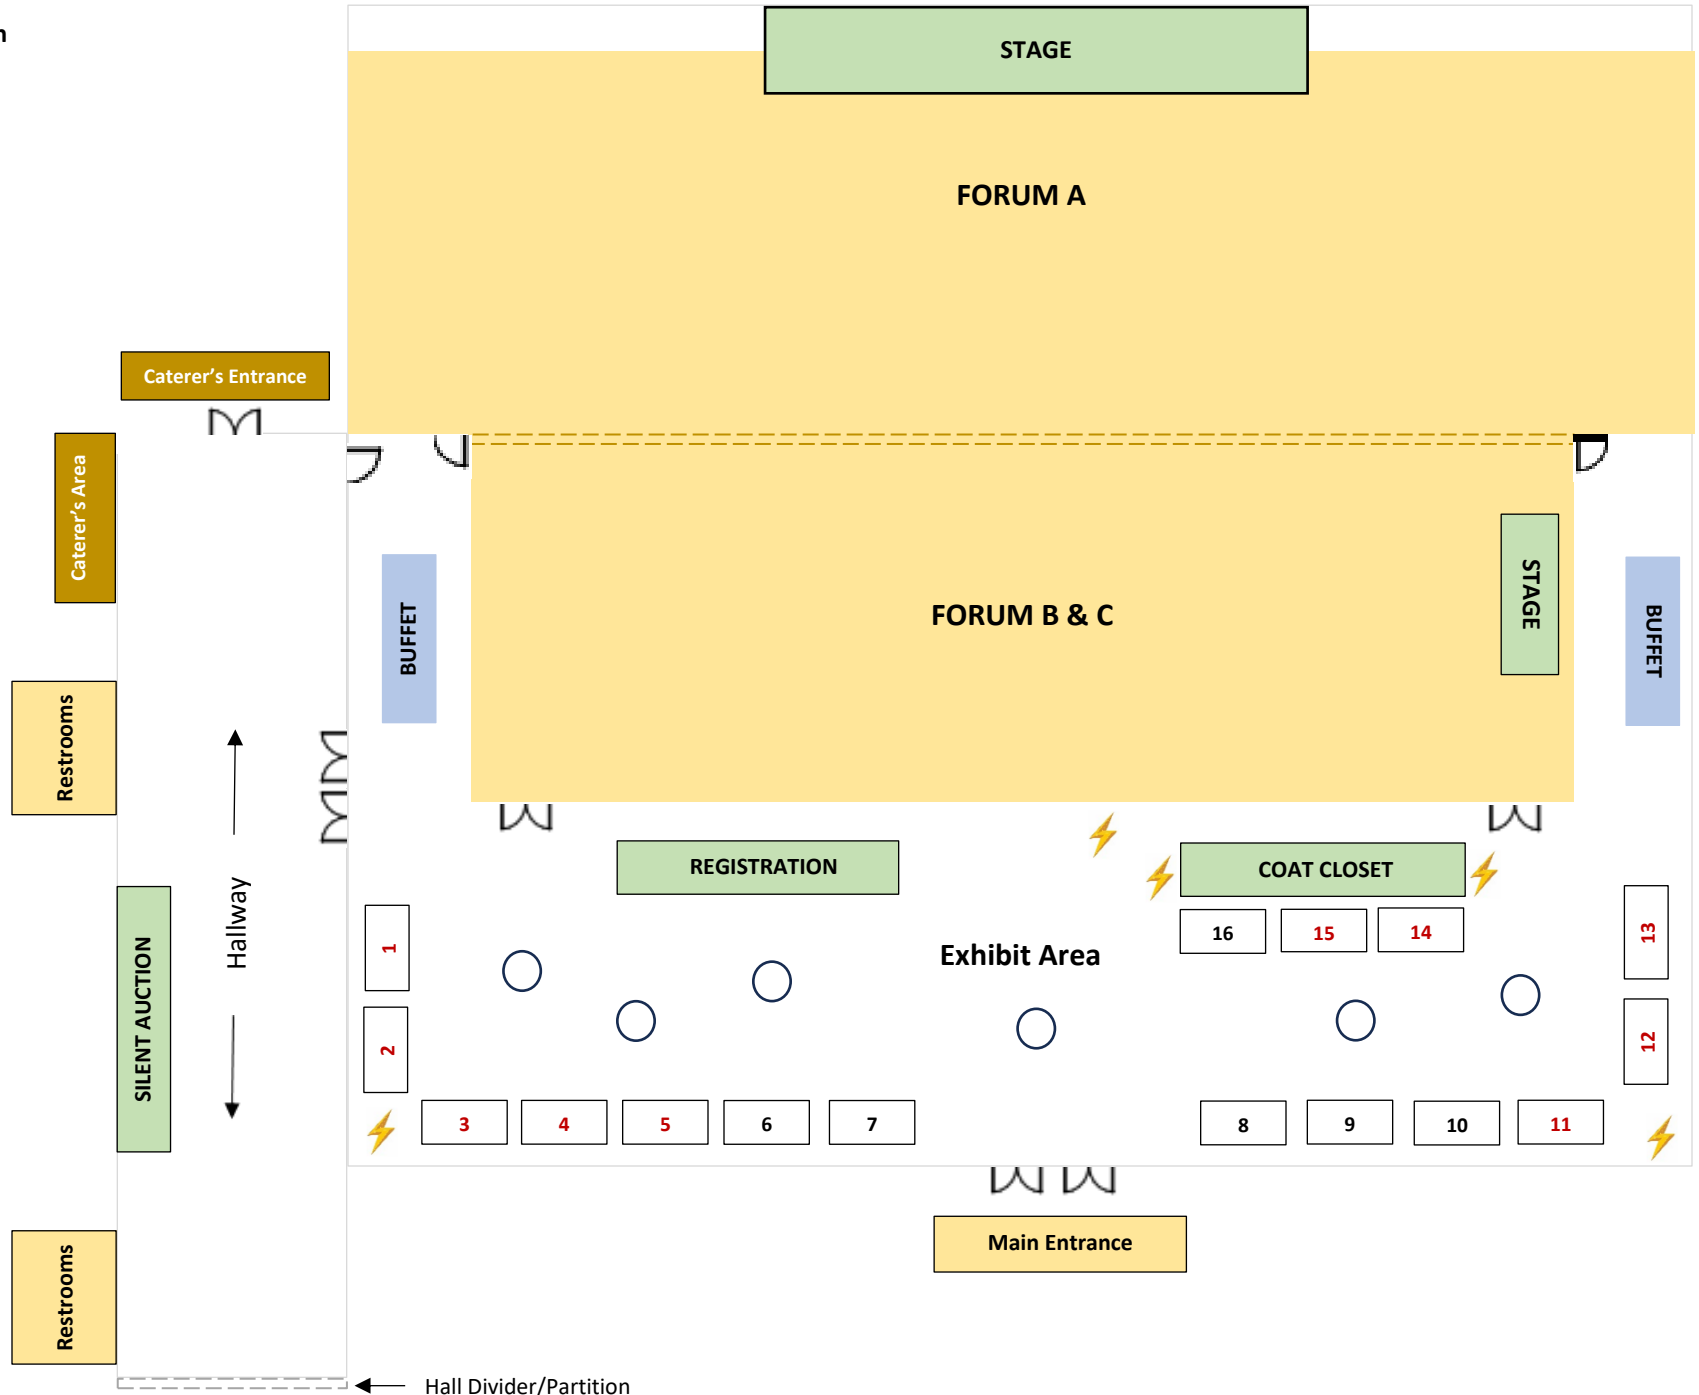 STAGE
FORUM A
Caterer's Entrance
Caterer's Area
BUFFET
FORUM B & C
STAGE
BUFFET
Restrooms
REGISTRATION
COAT CLOSET
Hallway
SILENT AUCTION
Exhibit Area
1
2
3
4
5
6
7
8
9
10
11
12
13
14
15
16
Main Entrance
Restrooms
Hall Divider/Partition